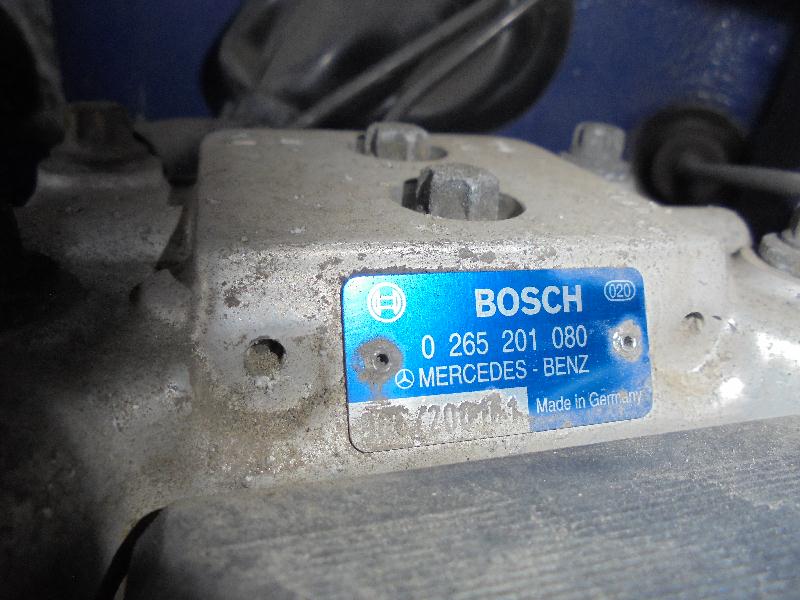 BOSCH 020
0 265 201 080
MERCEDES - BENZ
Made in Germany